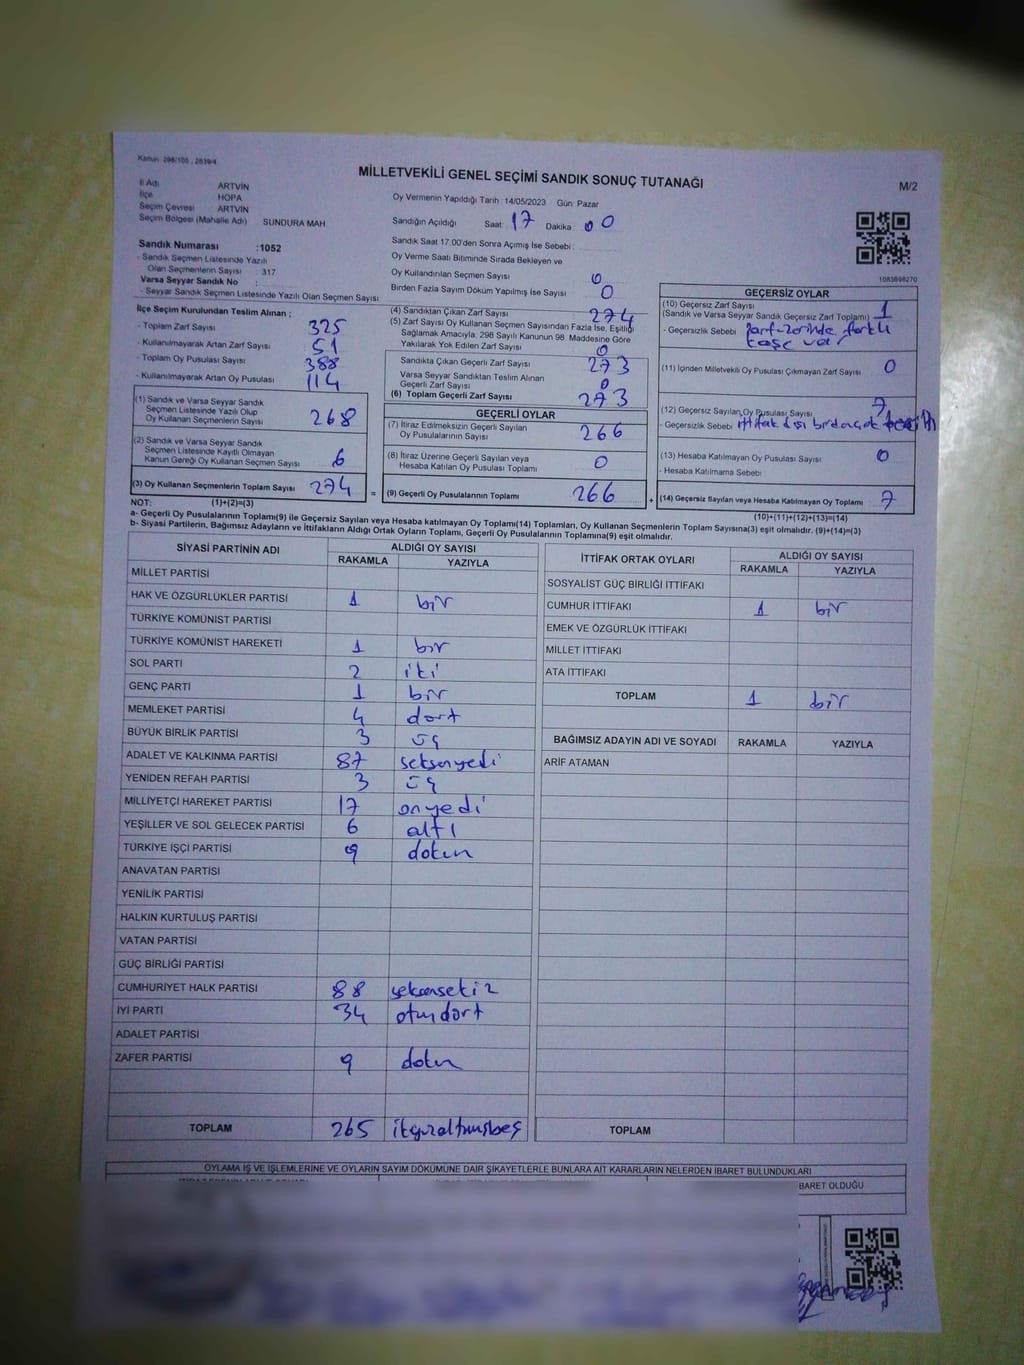 Kanun: 298/105 , 2839/4
MİLLETVEKİLİ GENEL SEÇİMİ SANDIK SONUÇ TUTANAĞI
M/2
İl Adı ARTVİN
İlçe HOPA
Seçim Çevresi ARTVİN
Seçim Bölgesi (Mahalle Adı) SUNDURA MAH
Oy Vermenin Yapıldığı Tarih 14/05/2023 Gün Pazar
Sandığın Açıldığı Saat 17 Dakika 00
Sandık Saat 17.00'den Sonra Açımış İse Sebebi :
Oy Verme Saati Bitiminde Sırada Bekleyen ve
Oy Kullandırılan Seçmen Sayısı 0
Birden Fazla Sayım Döküm Yapılmış İse Sayısı 0
Sandık Numarası :1052
- Sandık Seçmen Listesinde Yazılı
Olan Seçmenlerin Sayısı : 317
Varsa Seyyar Sandık No :
- Seyyar Sandık Seçmen Listesinde Yazılı Olan Seçmen Sayısı
1083698270
İlçe Seçim Kurulundan Teslim Alınan ;
- Toplam Zarf Sayısı 325
- Kullanılmayarak Artan Zarf Sayısı 51
- Toplam Oy Pusulası Sayısı 388
- Kullanılmayarak Artan Oy Pusulası 114
(1) Sandık ve Varsa Seyyar Sandık
Seçmen Listesinde Yazılı Olup
Oy Kullanan Seçmenlerin Sayısı 268
(2) Sandık ve Varsa Seyyar Sandık
Seçmen Listesinde Kayıtlı Olmayan
Kanun Gereği Oy Kullanan Seçmen Sayısı 6
(3) Oy Kullanan Seçmenlerin Toplam Sayısı 274 =
(4) Sandıktan Çıkan Zarf Sayısı 274
(5) Zarf Sayısı Oy Kullanan Seçmen Sayısından Fazla İse, Eşitliği
Sağlamak Amacıyla, 298 Sayılı Kanunun 98. Maddesine Göre
Yakılarak Yok Edilen Zarf Sayısı 0
Sandıkta Çıkan Geçerli Zarf Sayısı 273
Varsa Seyyar Sandıktan Teslim Alınan
Geçerli Zarf Sayısı 0
(6) Toplam Geçerli Zarf Sayısı 273
GEÇERLİ OYLAR
(7) İtiraz Edilmeksizin Geçerli Sayılan
Oy Pusulalarının Sayısı 266
(8) İtiraz Üzerine Geçerli Sayılan veya
Hesaba Katılan Oy Pusulası Toplamı 0
(9) Geçerli Oy Pusulalarının Toplamı 266 +
GEÇERSİZ OYLAR
(10) Geçersiz Zarf Sayısı
(Sandık ve Varsa Seyyar Sandık Geçersiz Zarf Toplamı) 1
- Geçersizlik Sebebi zarf üzerinde farklı
kaşe var
(11) İçinden Milletvekili Oy Pusulası Çıkmayan Zarf Sayısı 0
(12) Geçersiz Sayılan Oy Pusulası Sayısı 7
- Geçersizlik Sebebi ittifak dışı birdan çok tercih
(13) Hesaba Katılmayan Oy Pusulası Sayısı 0
- Hesaba Katılmama Sebebi :
(14) Geçersiz Sayılan veya Hesaba Katılmayan Oy Toplamı 7
NOT: (1)+(2)=(3)
(10)+(11)+(12)+(13)=(14)
a- Geçerli Oy Pusulalarının Toplamı(9) ile Geçersiz Sayılan veya Hesaba katılmayan Oy Toplamı(14) Toplamları, Oy Kullanan Seçmenlerin Toplam Sayısına(3) eşit olmalıdır. (9)+(14)=(3)
b- Siyasi Partilerin, Bağımsız Adayların ve İttifakların Aldığı Ortak Oyların Toplamı, Geçerli Oy Pusulalarının Toplamına(9) eşit olmalıdır.
SİYASİ PARTİNİN ADI ALDIĞI OY SAYISI
RAKAMLA YAZIYLA
MİLLET PARTİSİ
HAK VE ÖZGÜRLÜKLER PARTİSİ 1 bir
TÜRKİYE KOMÜNİST PARTİSİ
TÜRKİYE KOMÜNİST HAREKETİ 1 bir
SOL PARTİ 2 iki
GENÇ PARTİ 1 bir
MEMLEKET PARTİSİ 4 dort
BÜYÜK BİRLİK PARTİSİ 3 üç
ADALET VE KALKINMA PARTİSİ 87 seksenyedi
YENİDEN REFAH PARTİSİ 3 üç
MİLLİYETÇİ HAREKET PARTİSİ 17 onyedi
YEŞİLLER VE SOL GELECEK PARTİSİ 6 altı
TÜRKİYE İŞÇİ PARTİSİ 9 dokuz
ANAVATAN PARTİSİ
YENİLİK PARTİSİ
HALKIN KURTULUŞ PARTİSİ
VATAN PARTİSİ
GÜÇ BİRLİĞİ PARTİSİ
CUMHURİYET HALK PARTİSİ 88 seksensekiz
İYİ PARTİ 34 otuzdort
ADALET PARTİSİ
ZAFER PARTİSİ 9 dokuz
TOPLAM 265 ikiyüzaltmışbeş
İTTİFAK ORTAK OYLARI ALDIĞI OY SAYISI
RAKAMLA YAZIYLA
SOSYALİST GÜÇ BİRLİĞİ İTTİFAKI
CUMHUR İTTİFAKI 1 bir
EMEK VE ÖZGÜRLÜK İTTİFAKI
MİLLET İTTİFAKI
ATA İTTİFAKI
TOPLAM 1 bir
BAĞIMSIZ ADAYIN ADI VE SOYADI RAKAMLA YAZIYLA
ARİF ATAMAN
TOPLAM
OYLAMA İŞ VE İŞLEMLERİNE VE OYLARIN SAYIM DÖKÜMÜNE DAİR ŞİKAYETLERLE BUNLARA AİT KARARLARIN NELERDEN İBARET BULUNDUKLARI
BARET OLDUĞU